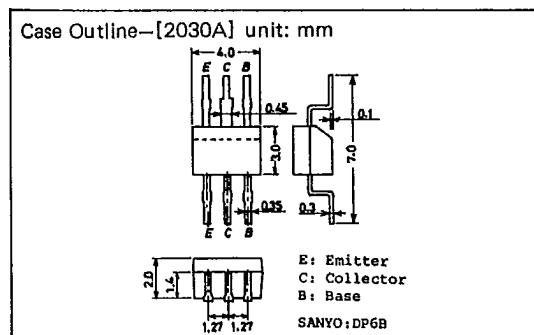 Case Outline—[2030A] unit: mm
4.0
E C B
0.45
0.1
3.0
7.0
0.35
0.3
E C B
2.0
1.4
1.27 1.27
E: Emitter
C: Collector
B: Base
SANYO:DP6B